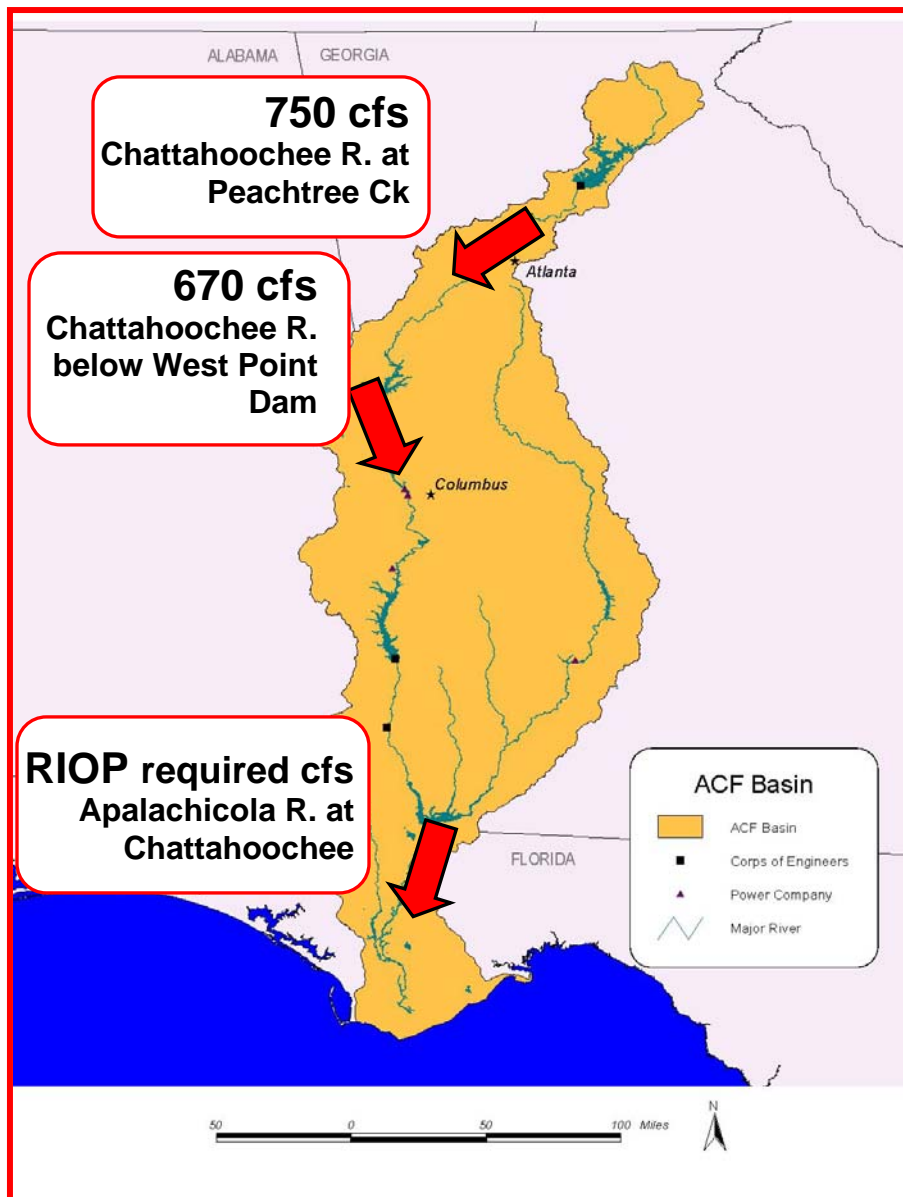 ALABAMA GEORGIA
750 cfs
Chattahoochee R. at
Peachtree Ck
Atlanta
670 cfs
Chattahoochee R.
below West Point
Dam
Columbus
RIOP required cfs
Apalachicola R. at
Chattahoochee
FLORIDA
ACF Basin
ACF Basin
Corps of Engineers
Power Company
Major River
50 0 50 100 Miles
N